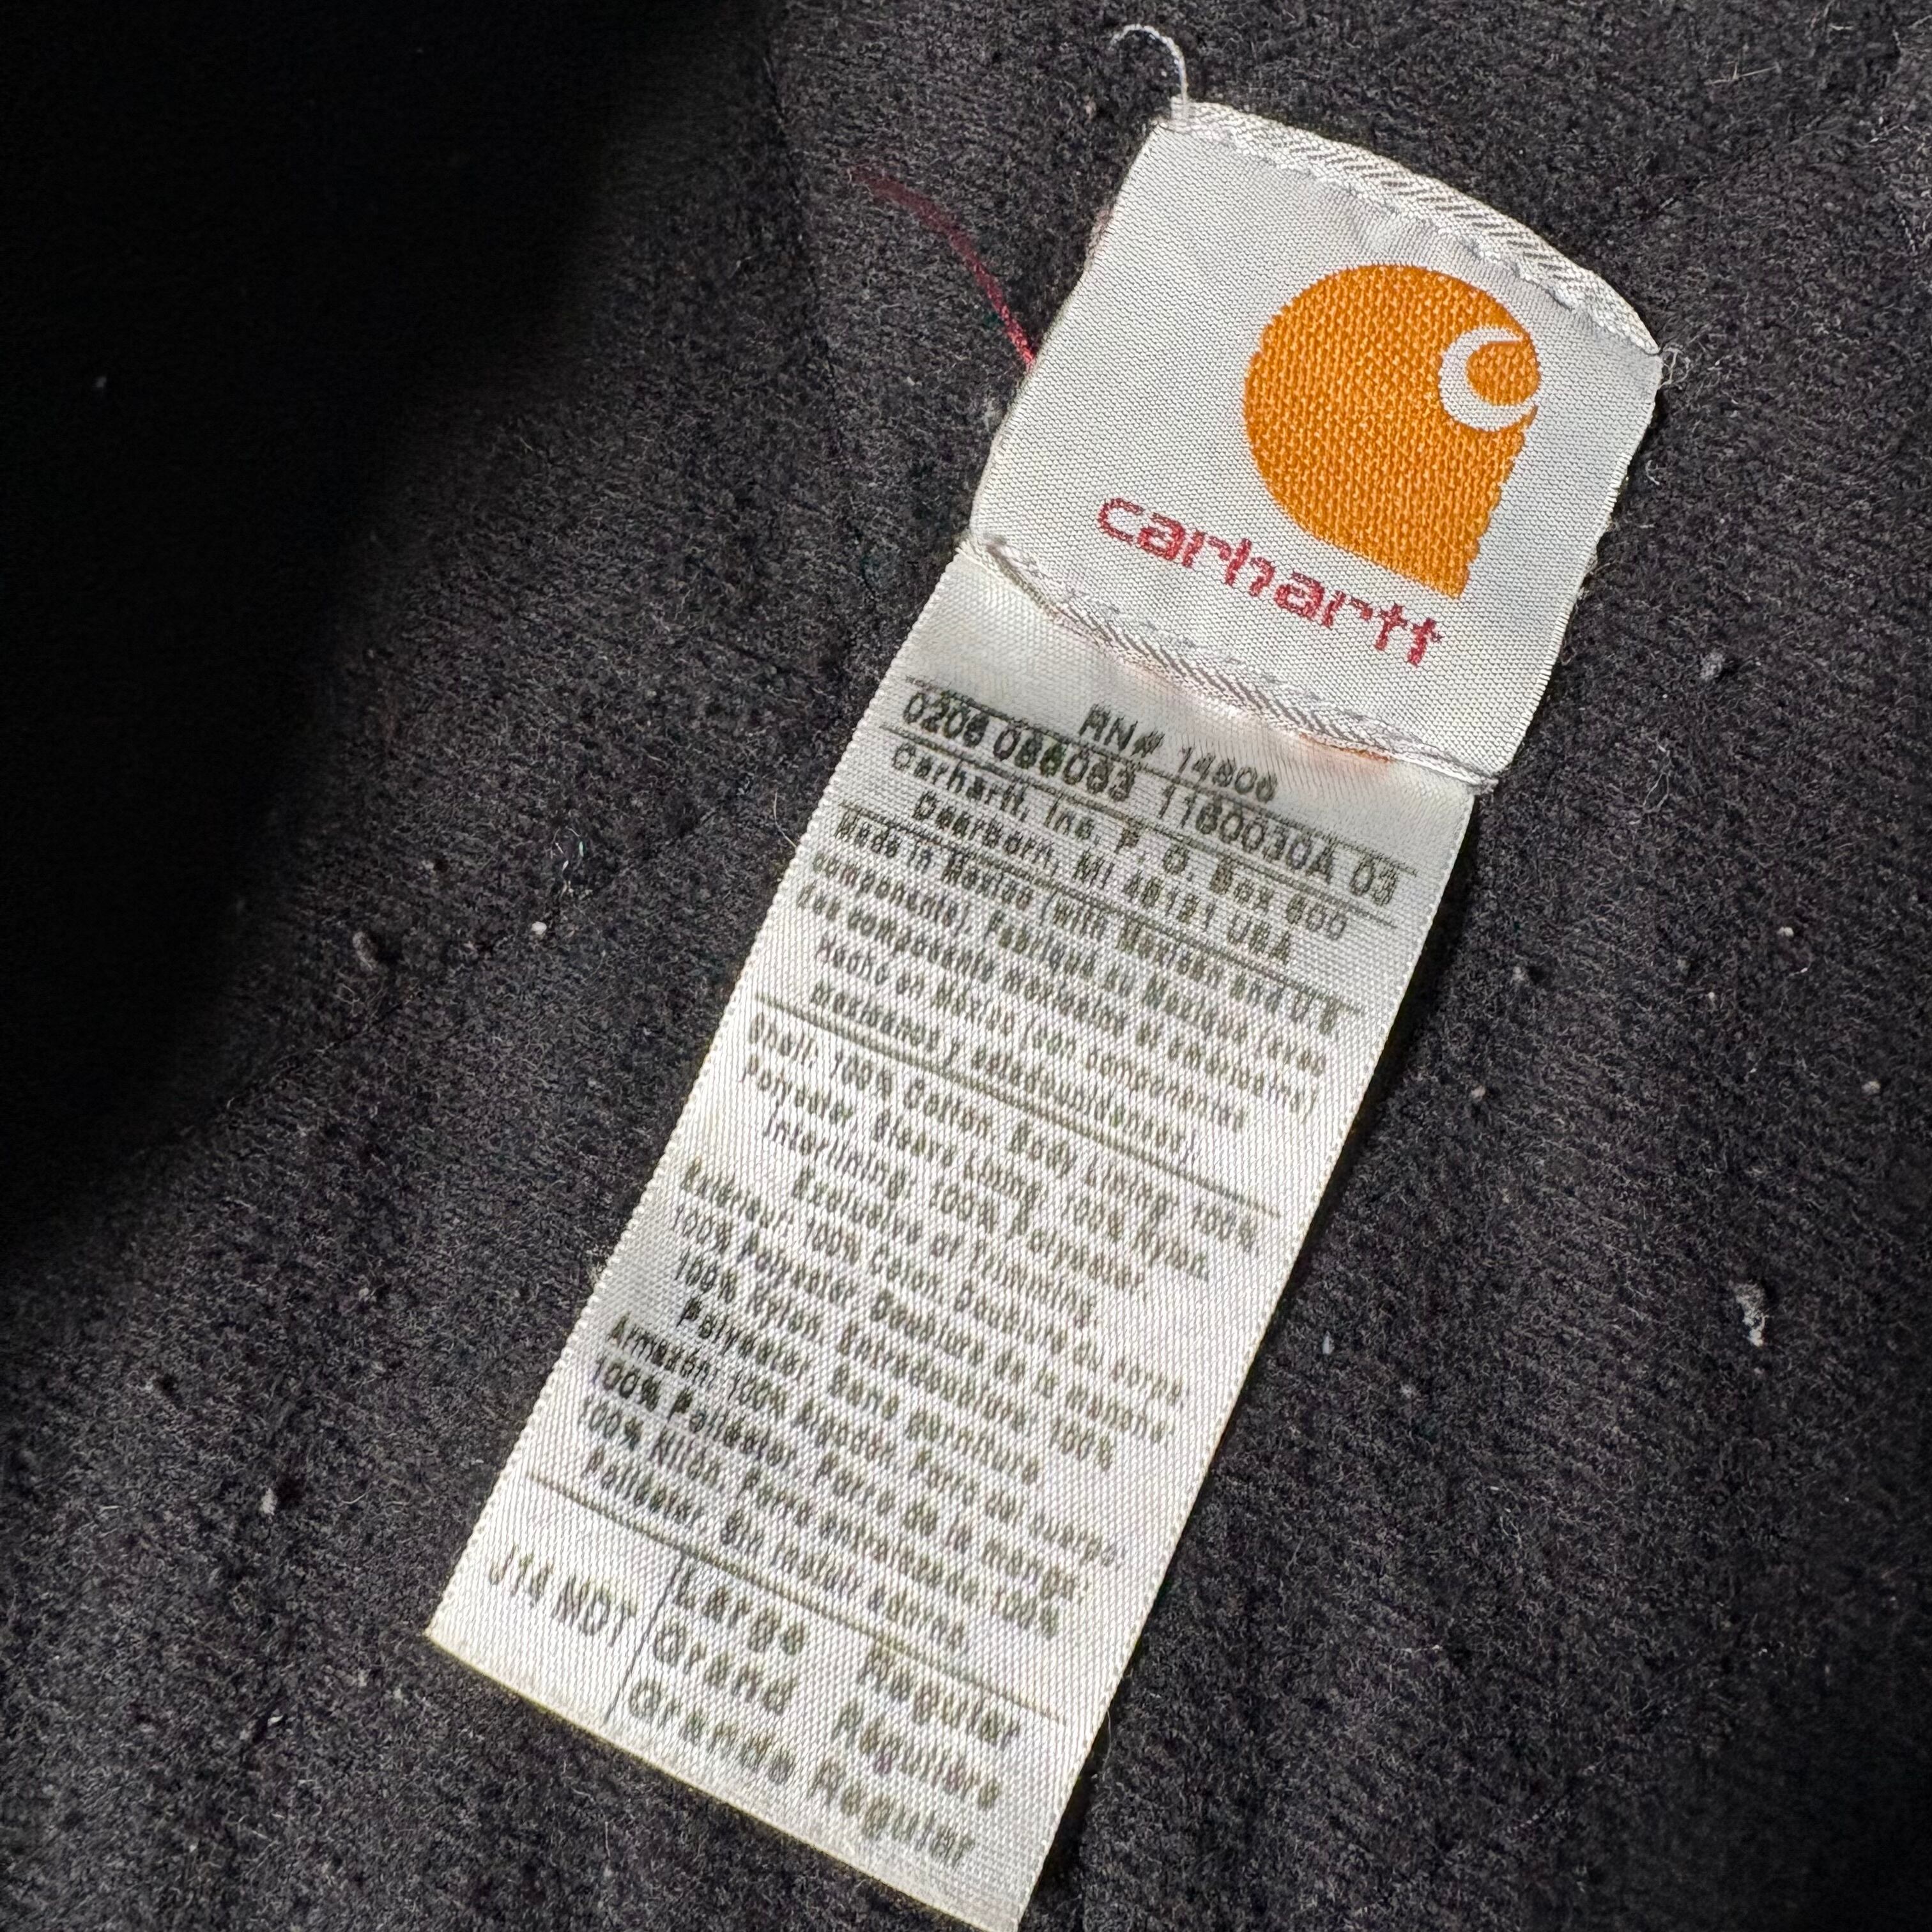 carhartt
RN# 14806
0206 086083 1160030A 03
Carhartt, Inc. P. O. Box 600
Dearborn, MI 48121 USA
Made in Mexico (with Mexican and U S
components). Fabriqué au Mexique (avec
des composants mexicains et américains)
Hecho en México (con componentes
Mexicanos y estadounidenses).
Shell: 100% Cotton. Body Lining: 100%
Polyester. Sleeve Lining: 100% Nylon.
Interlining: 100% Polyester.
Exclusive of Trimming.
Extérieur: 100% Coton. Doublure du corps
100% Polyester. Doublure de la manche
100% Nylon. Entredoublure: 100%
Polyester. Sans garniture.
Armazón: 100% Algodón. Forro del cuerpo
100% Poliester. Forro de la manga
100% Nilón. Forro entretela de 100%
Poliester. Sin incluir adorno.
J14 MDT
Large Regular
Grand Régulière
Grande Regular